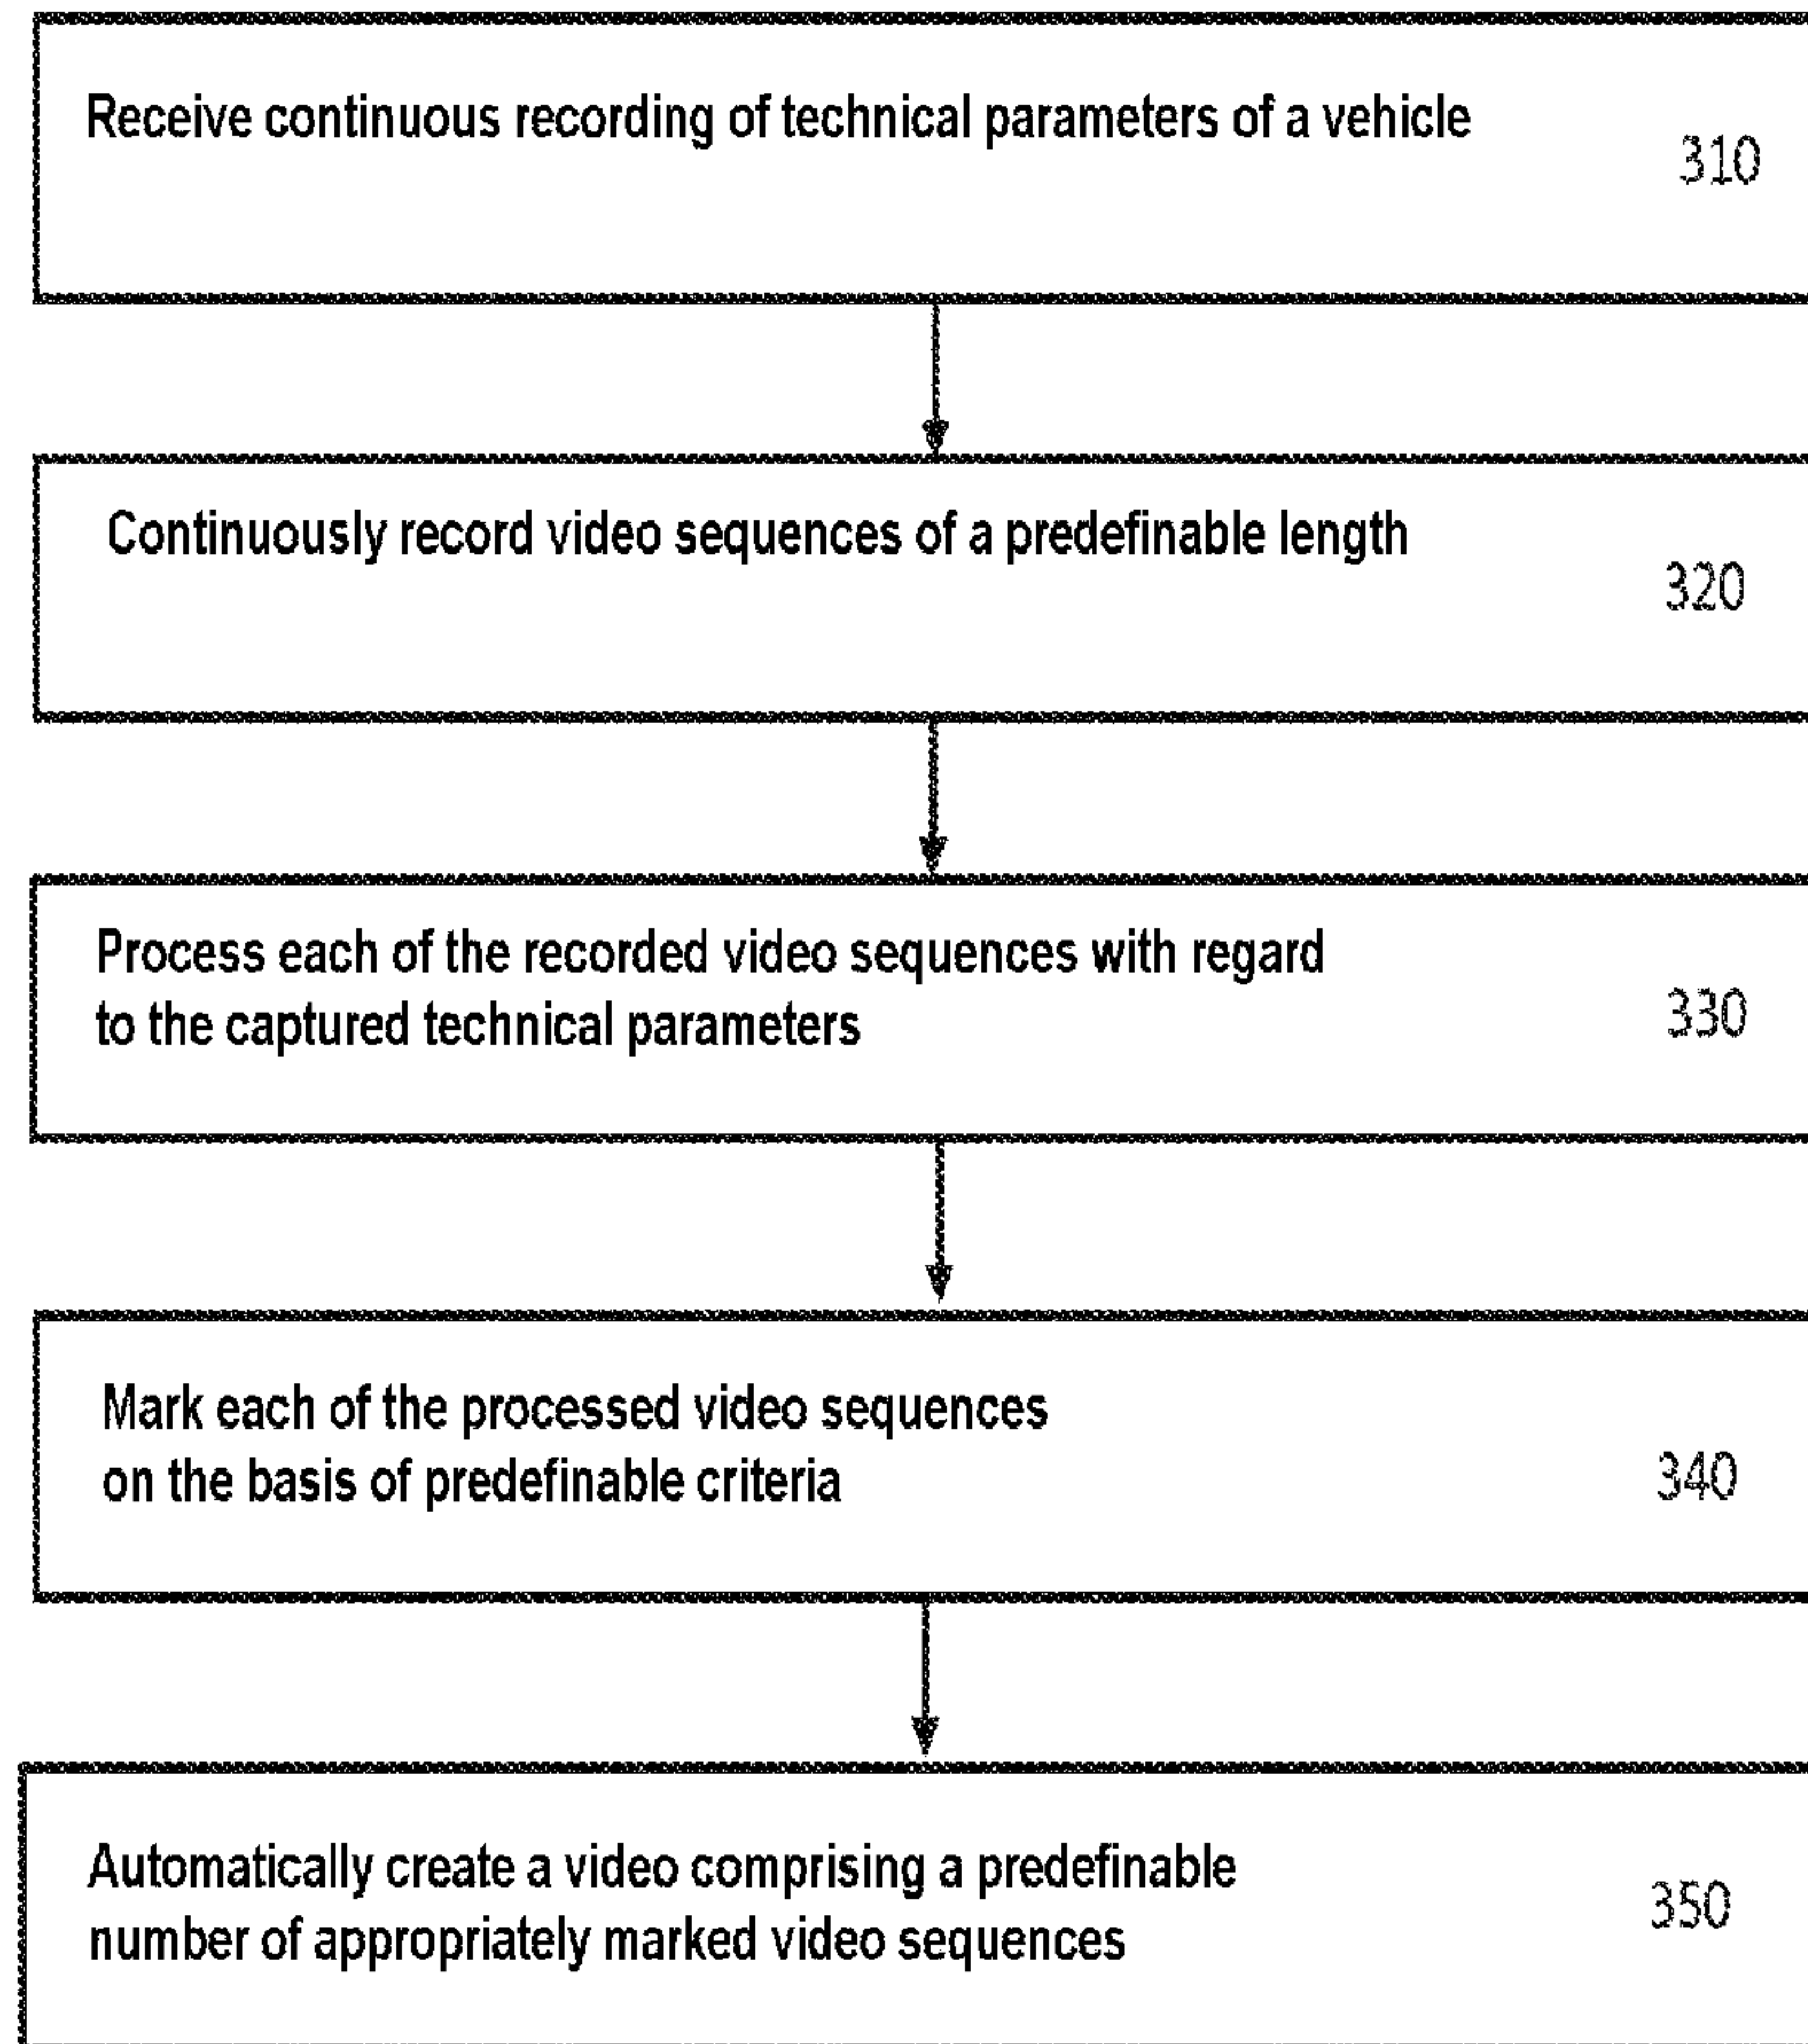 Receive continuous recording of technical parameters of a vehicle
310
Continuously record video sequences of a predefinable length
320
Process each of the recorded video sequences with regard
to the captured technical parameters
330
Mark each of the processed video sequences
on the basis of predefinable criteria
340
Automatically create a video comprising a predefinable
number of appropriately marked video sequences
350